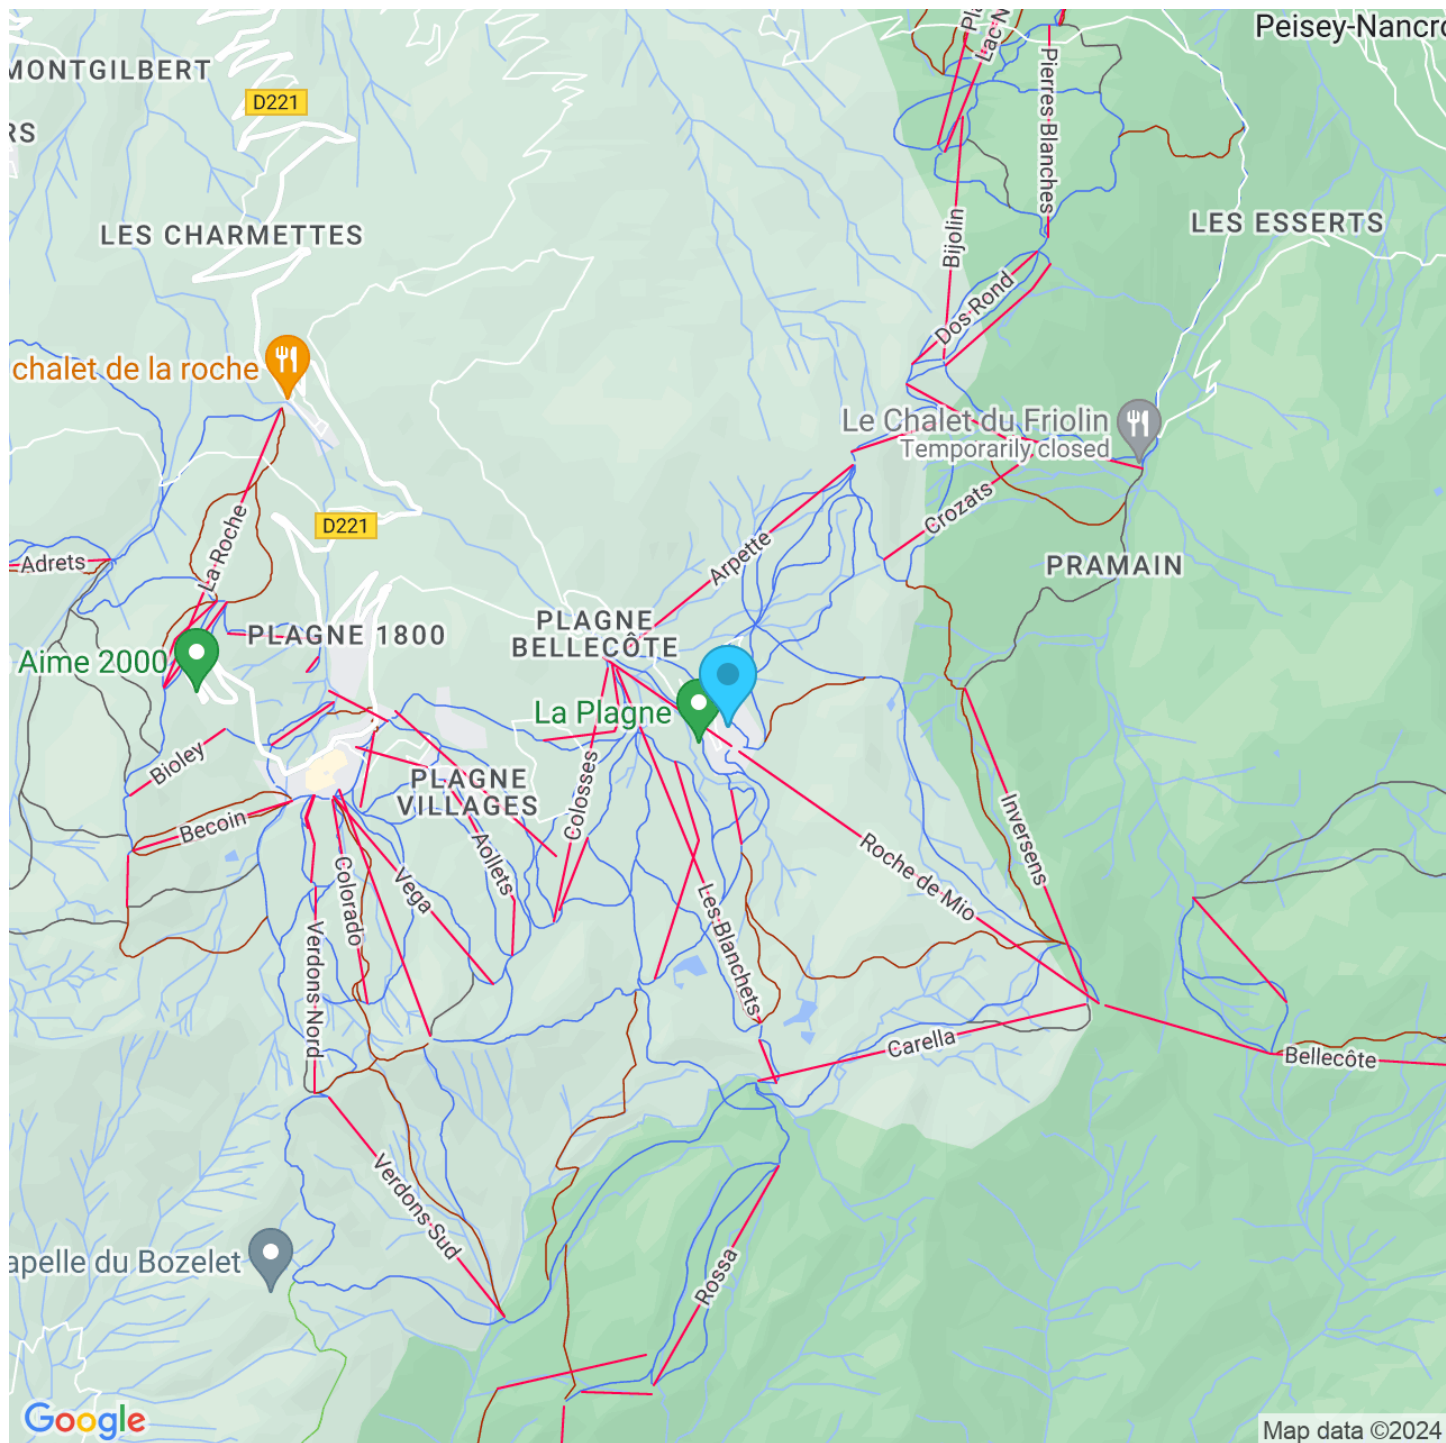 Peisey-Nancro
MONTGILBERT
D221
Pla
Lac N
Pierres Blanches
RS
LES CHARMETTES
Bijolin
LES ESSERTS
Dos Rond
chalet de la roche
Le Chalet du Friolin
Temporarily closed
La Roche
D221
Crozats
Adrets
Arpette
PRAMAIN
PLAGNE
BELLECÔTE
PLAGNE 1800
Aime 2000
La Plagne
Bioley
PLAGNE
VILLAGES
Colosses
Becoin
Aollets
Inversens
Roche de Mio
Colorado
Vega
Les Blanchets
Verdons Nord
Carella
Bellecôte
Verdons Sud
apelle du Bozelet
Rossa
Google
Map data ©2024